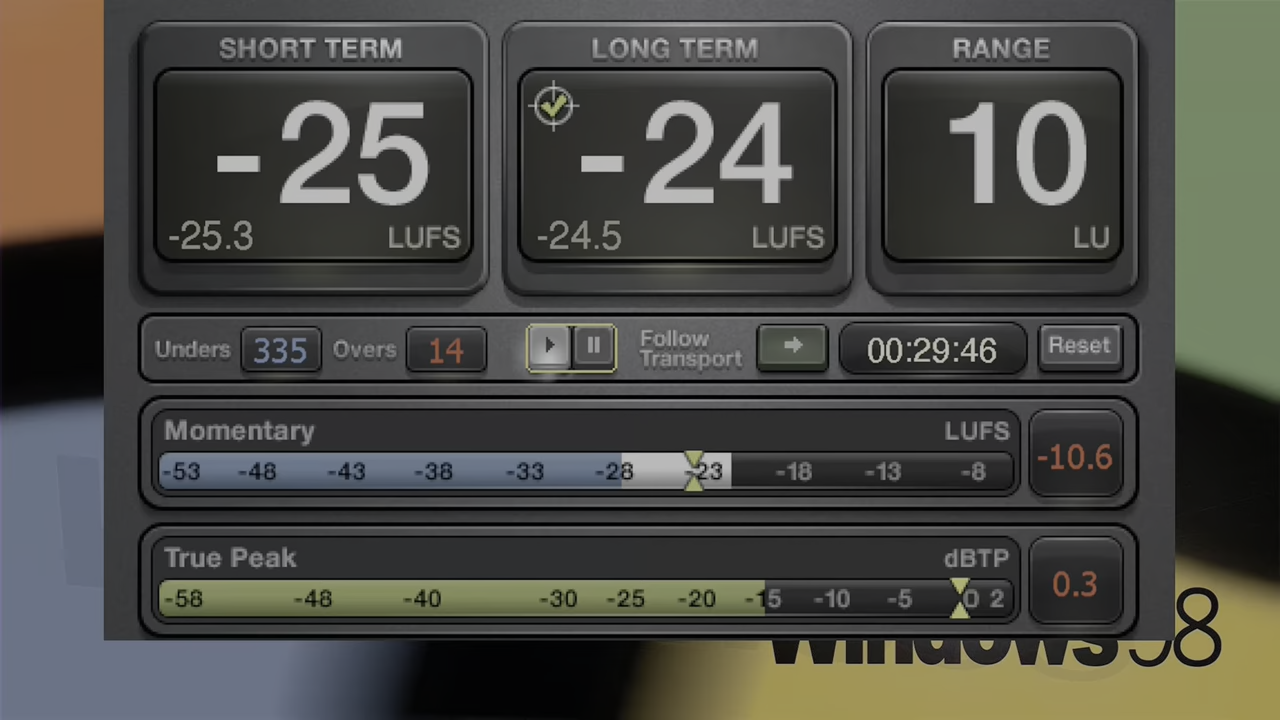 SHORT TERM
-25
-25.3 LUFS
LONG TERM
-24
-24.5 LUFS
RANGE
10
LU
Unders 335 Overs 14 Follow Transport 00:29:46 Reset
Momentary LUFS
-53 -48 -43 -38 -33 -28 -23 -18 -13 -8
-10.6
True Peak dBTP
-58 -48 -40 -30 -25 -20 -15 -10 -5 0 2
0.3
Windows 98